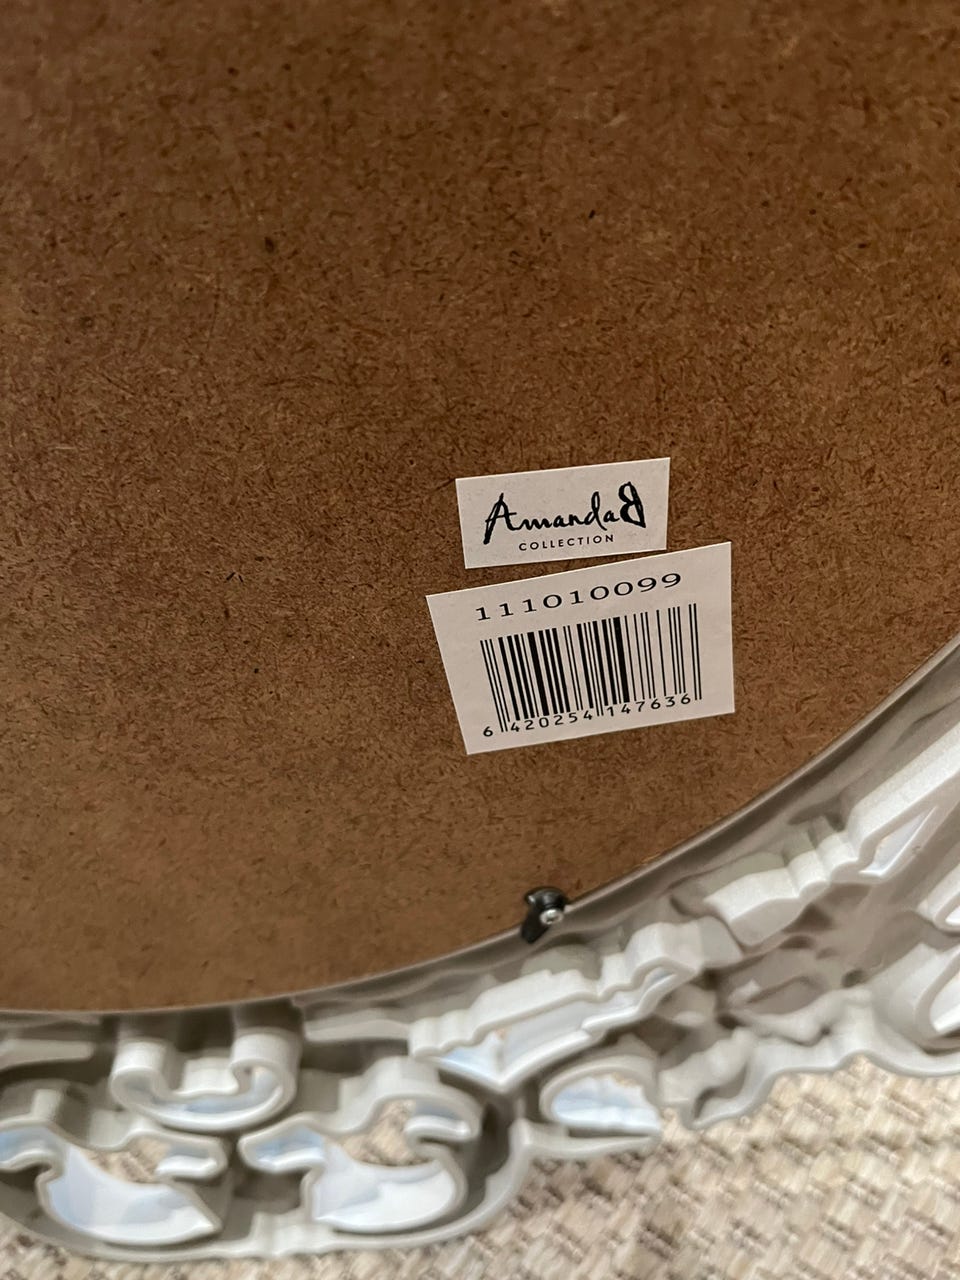 AmandaB
COLLECTION
111010099
6 420254 147636